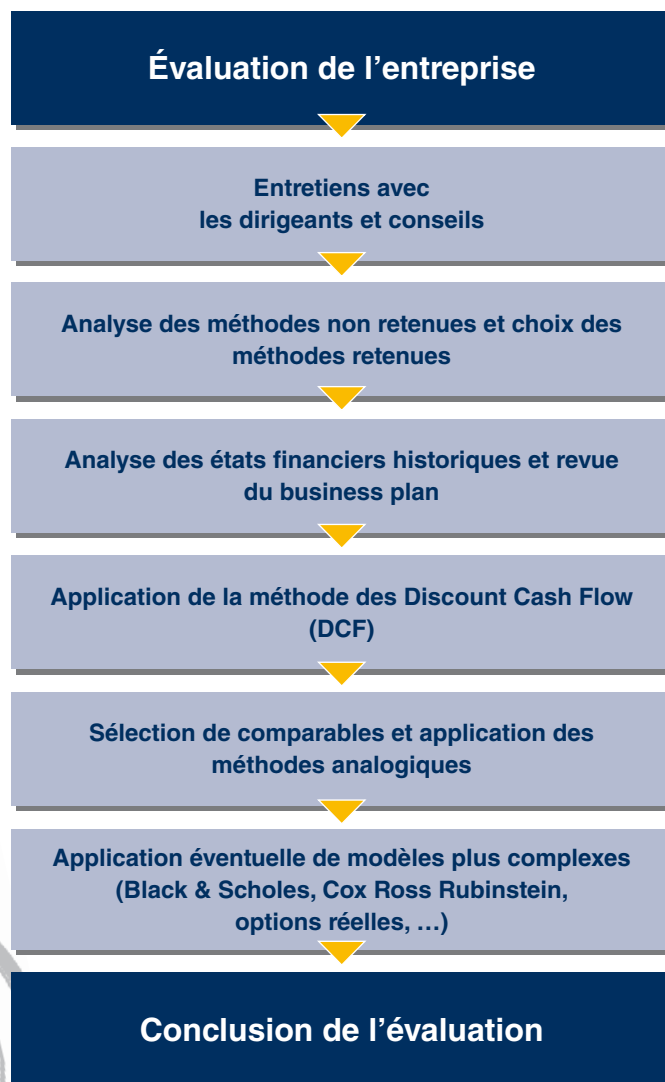 Évaluation de l’entreprise
Entretiens avec
les dirigeants et conseils
Analyse des méthodes non retenues et choix des
méthodes retenues
Analyse des états financiers historiques et revue
du business plan
Application de la méthode des Discount Cash Flow
(DCF)
Sélection de comparables et application des
méthodes analogiques
Application éventuelle de modèles plus complexes
(Black & Scholes, Cox Ross Rubinstein,
options réelles, …)
Conclusion de l’évaluation